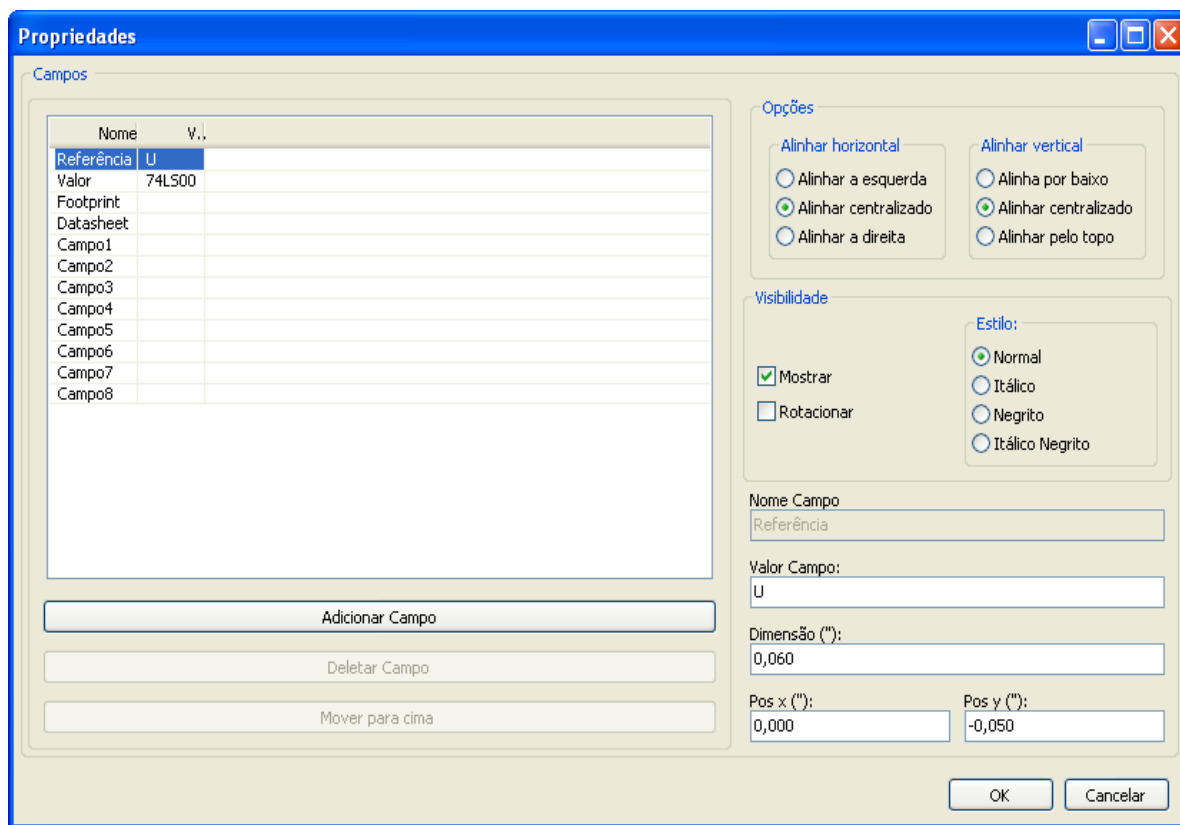 Propriedades
Campos
Nome V..
Referência U
Valor 74LS00
Footprint
Datasheet
Campo1
Campo2
Campo3
Campo4
Campo5
Campo6
Campo7
Campo8
Adicionar Campo
Deletar Campo
Mover para cima
Opções
Alinhar horizontal
Alinhar a esquerda
Alinhar centralizado
Alinhar a direita
Alinhar vertical
Alinha por baixo
Alinhar centralizado
Alinhar pelo topo
Visibilidade
Mostrar
Rotacionar
Estilo:
Normal
Itálico
Negrito
Itálico Negrito
Nome Campo
Referência
Valor Campo:
U
Dimensão ("):
0,060
Pos x ("): Pos y ("):
0,000 -0,050
OK Cancelar